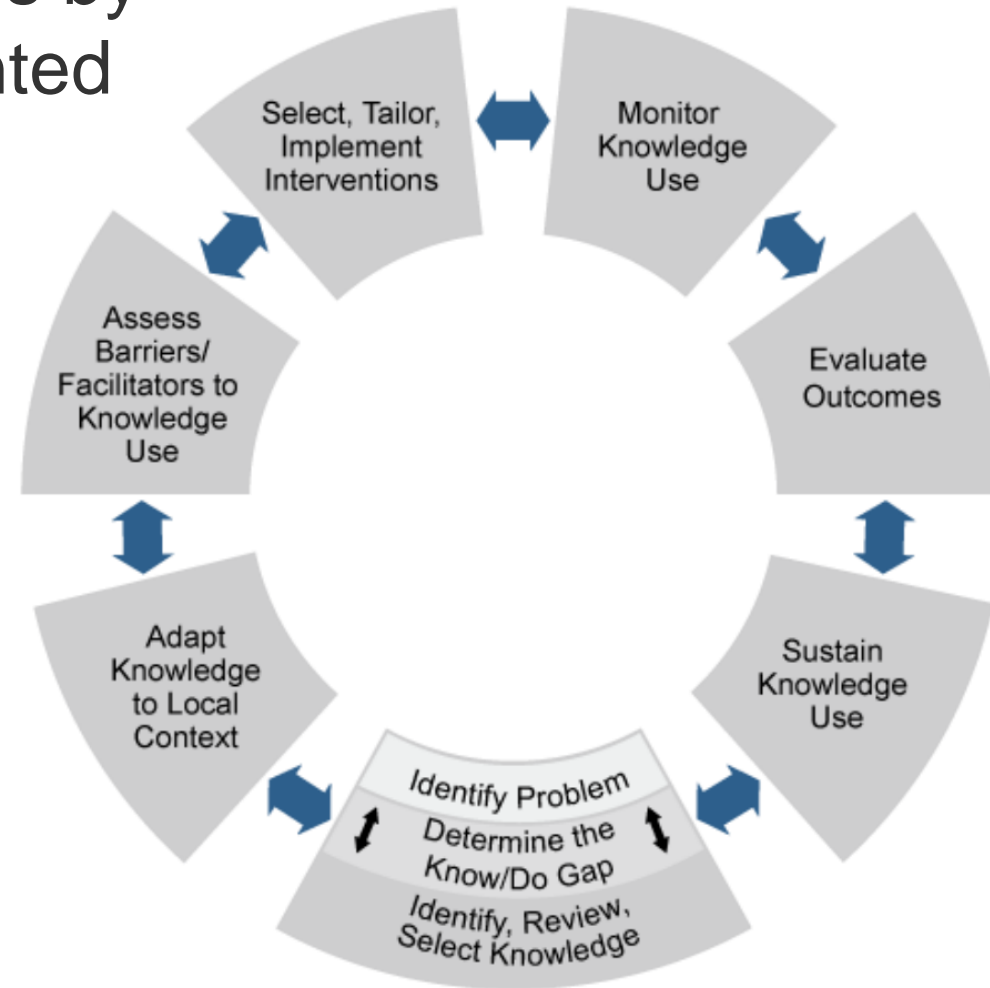 Select, Tailor,
Implement
Interventions
Monitor
Knowledge
Use
Assess
Barriers/
Facilitators to
Knowledge
Use
Evaluate
Outcomes
Adapt
Knowledge
to Local
Context
Sustain
Knowledge
Use
Identify Problem
Determine the
Know/Do Gap
Identify, Review,
Select Knowledge